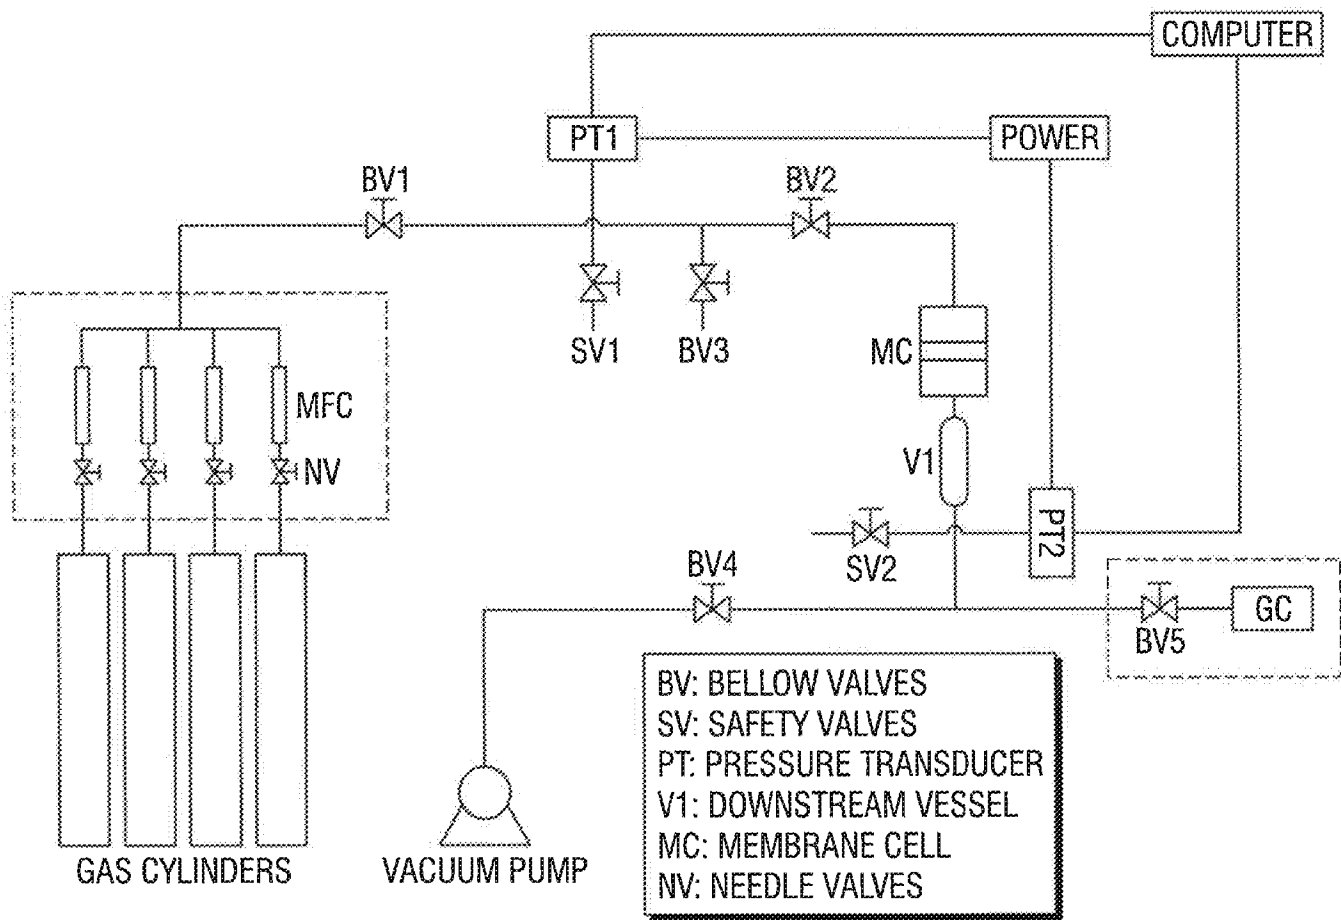 COMPUTER
PT1
POWER
BV1
BV2
SV1
BV3
MC
MFC
NV
V1
PT2
SV2
BV4
BV5
GC
BV: BELLOW VALVES
SV: SAFETY VALVES
PT: PRESSURE TRANSDUCER
V1: DOWNSTREAM VESSEL
MC: MEMBRANE CELL
NV: NEEDLE VALVES
GAS CYLINDERS
VACUUM PUMP